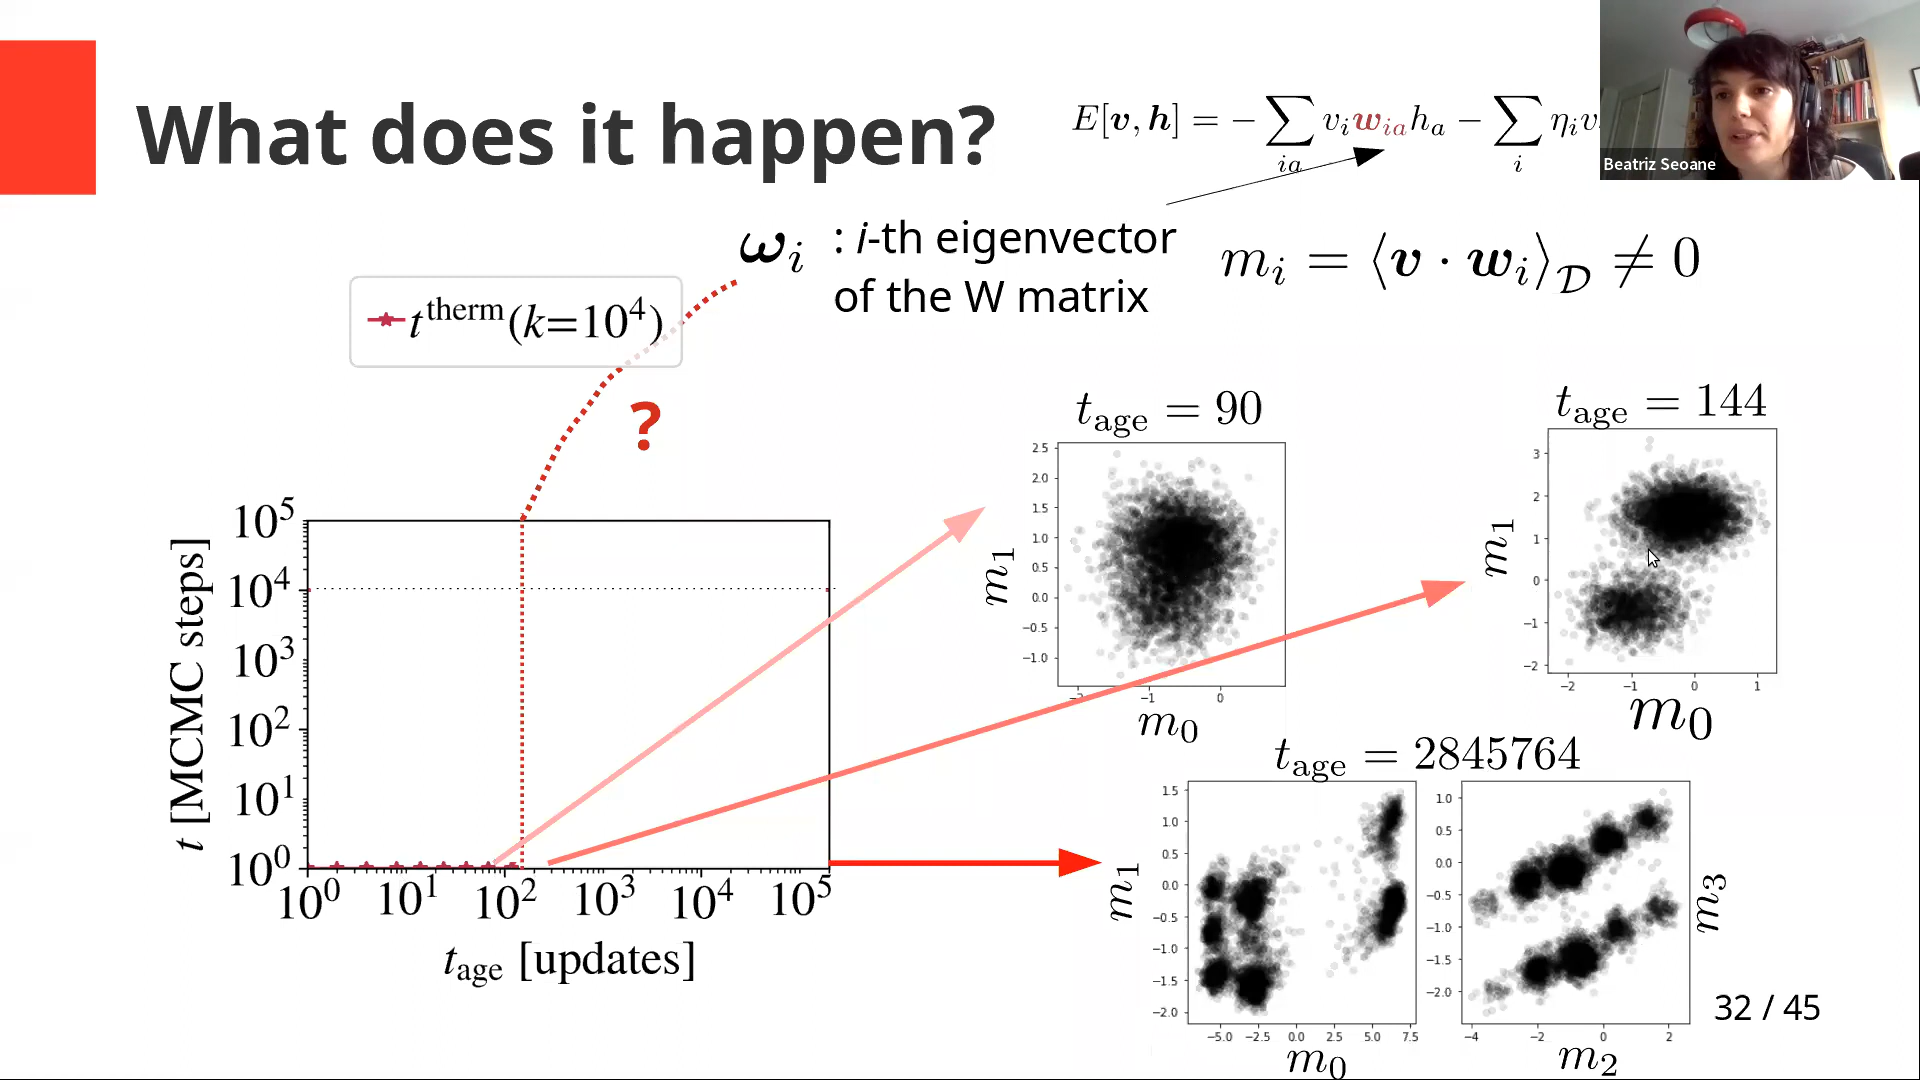 What does it happen?
E[v, h] = − ∑_{ia} v_i w_{ia} h_a − ∑_i η_i v
Beatriz Seoane
ω_i : i-th eigenvector
of the W matrix
m_i = ⟨v · w_i⟩_D ≠ 0
t^therm(k=10^4)
?
t_age = 90
t_age = 144
10^5
10^4
10^3
10^2
10^1
10^0
t [MCMC steps]
10^0 10^1 10^2 10^3 10^4 10^5
t_age [updates]
2.5
2.0
1.5
1.0
0.5
0.0
−0.5
−1.0
m_1
−2 −1 0
m_0
3
2
1
0
−1
−2
m_1
−2 −1 0 1
m_0
t_age = 2845764
1.5
1.0
0.5
0.0
−0.5
−1.0
−1.5
−2.0
m_1
−5.0 −2.5 0.0 2.5 5.0 7.5
m_0
1.0
0.5
0.0
−0.5
−1.0
−1.5
−2.0
m_3
−4 −2 0 2
m_2
32 / 45